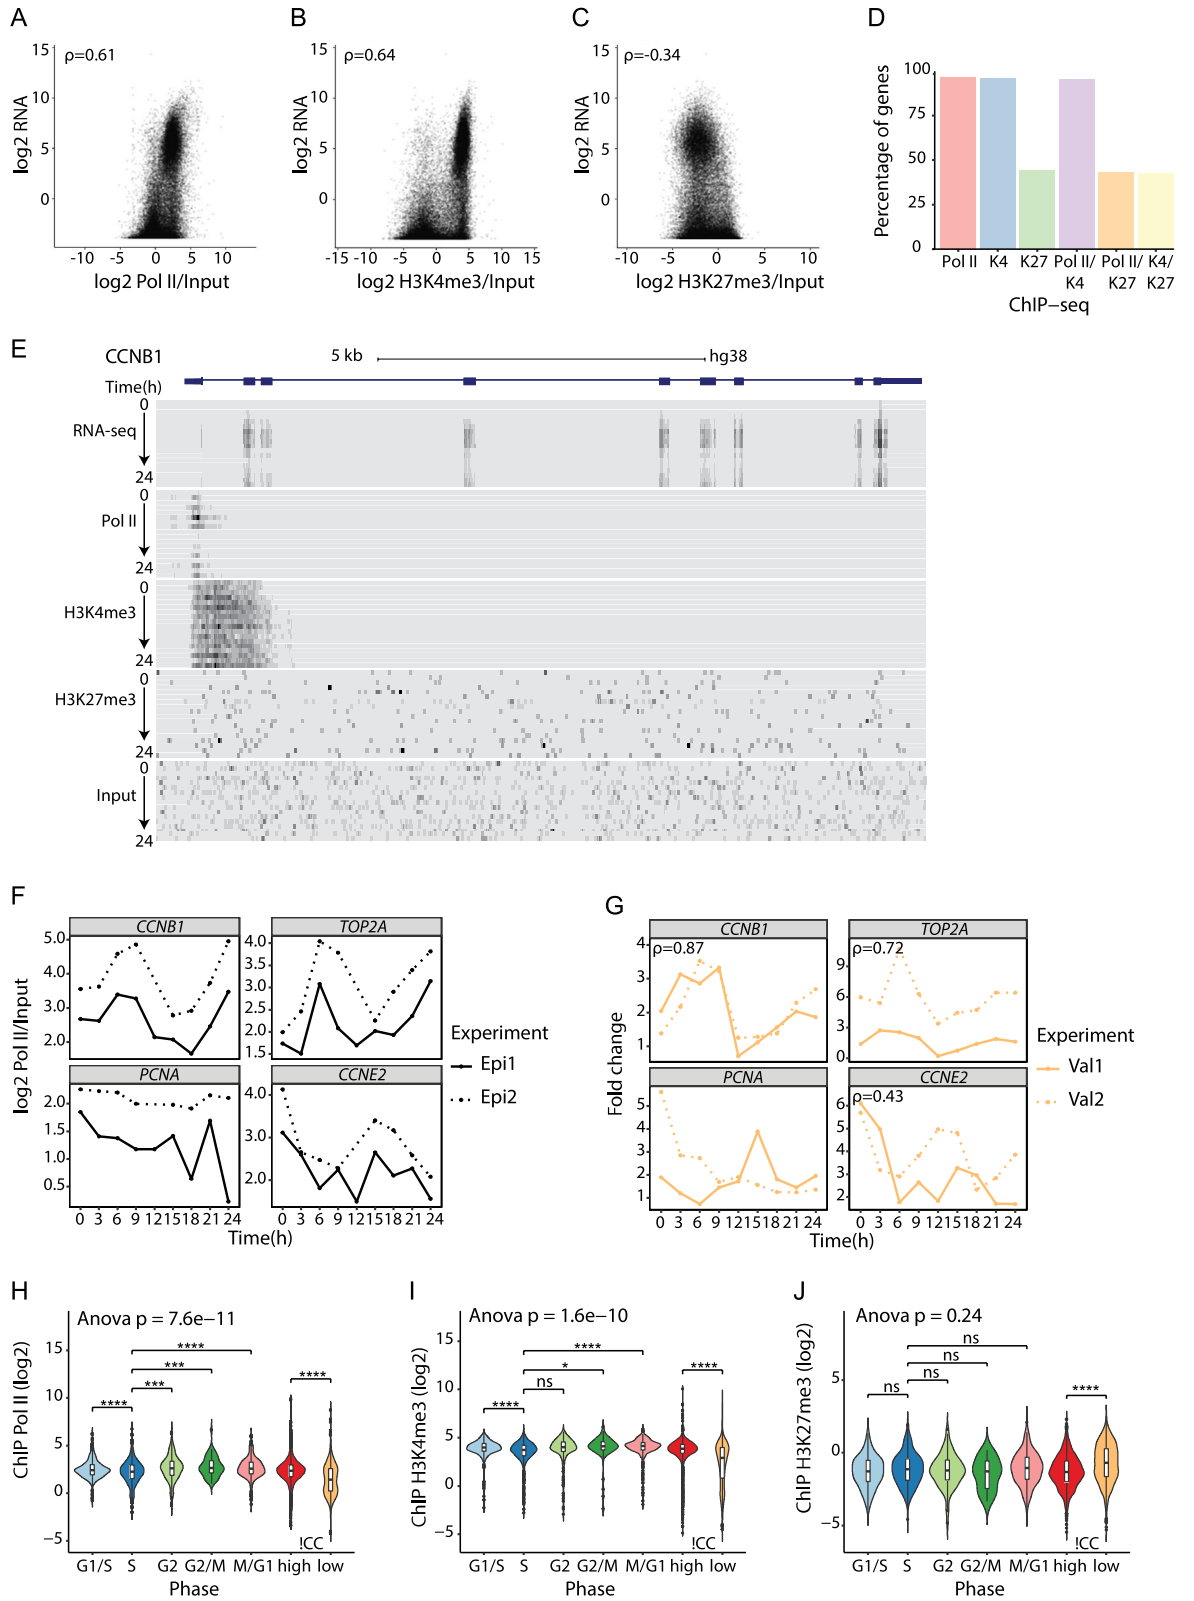 A
ρ=0.61
15
10
5
0
log2 RNA
-10 -5 0 5 10
log2 Pol II/Input
B
ρ=0.64
15
10
5
0
log2 RNA
-15 -10 -5 0 5 10 15
log2 H3K4me3/Input
C
ρ=-0.34
15
10
5
0
log2 RNA
-10 -5 0 5 10
log2 H3K27me3/Input
D
100
75
50
25
0
Percentage of genes
Pol II K4 K27 Pol II/ Pol II/ K4/
K4 K27 K27
ChIP−seq
E
CCNB1 5 kb hg38
Time(h)
0
RNA-seq
24
0
Pol II
24
0
H3K4me3
24
0
H3K27me3
24
0
Input
24
F
CCNB1
5.0
4.0
3.0
2.0
TOP2A
4.0
3.5
3.0
2.5
2.0
1.5
PCNA
2.0
1.5
1.0
0.5
CCNE2
4.0
3.0
2.0
log2 Pol II/Input
0 3 6 9 12 15 18 21 24
0 3 6 9 12 15 18 21 24
Time(h)
Experiment
Epi1
Epi2
G
CCNB1
ρ=0.87
4
3
2
1
TOP2A
ρ=0.72
9
6
3
0
PCNA
5
4
3
2
1
CCNE2
ρ=0.43
6
5
4
3
2
Fold change
0 3 6 9 12 15 18 21 24
0 3 6 9 12 15 18 21 24
Time(h)
Experiment
Val1
Val2
H
Anova p = 7.6e−11
15
10
5
0
−5
ChIP Pol II (log2)
****
***
***
****
****
!CC
G1/S S G2 G2/M M/G1 high low
Phase
I
Anova p = 1.6e−10
15
10
5
0
−5
ChIP H3K4me3 (log2)
****
*
ns
****
****
!CC
G1/S S G2 G2/M M/G1 high low
Phase
J
Anova p = 0.24
5
0
−5
ChIP H3K27me3 (log2)
ns
ns
ns
ns
****
!CC
G1/S S G2 G2/M M/G1 high low
Phase